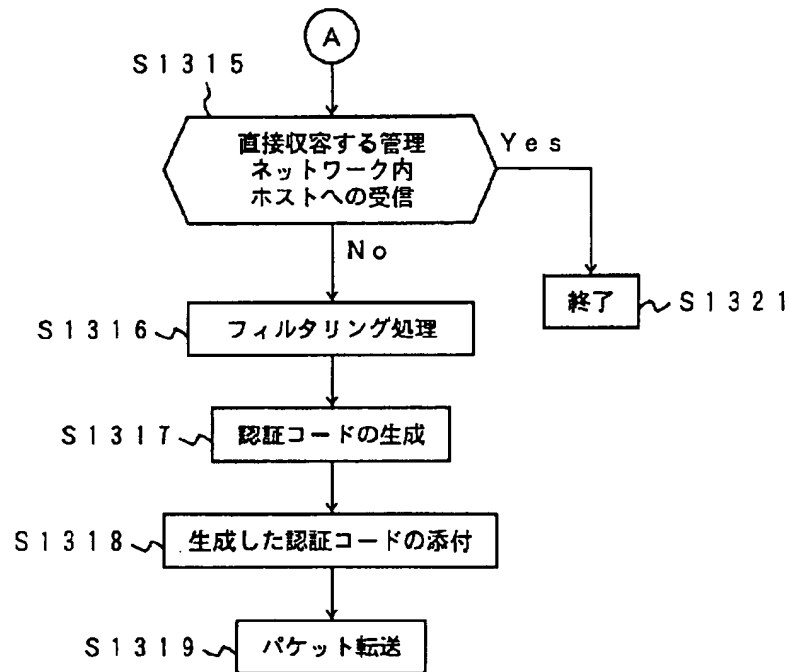 A
S1315
直接収容する管理
ネットワーク内
ホストへの受信
Yes
No
終了
S1321
S1316
フィルタリング処理
S1317
認証コードの生成
S1318
生成した認証コードの添付
S1319
パケット転送